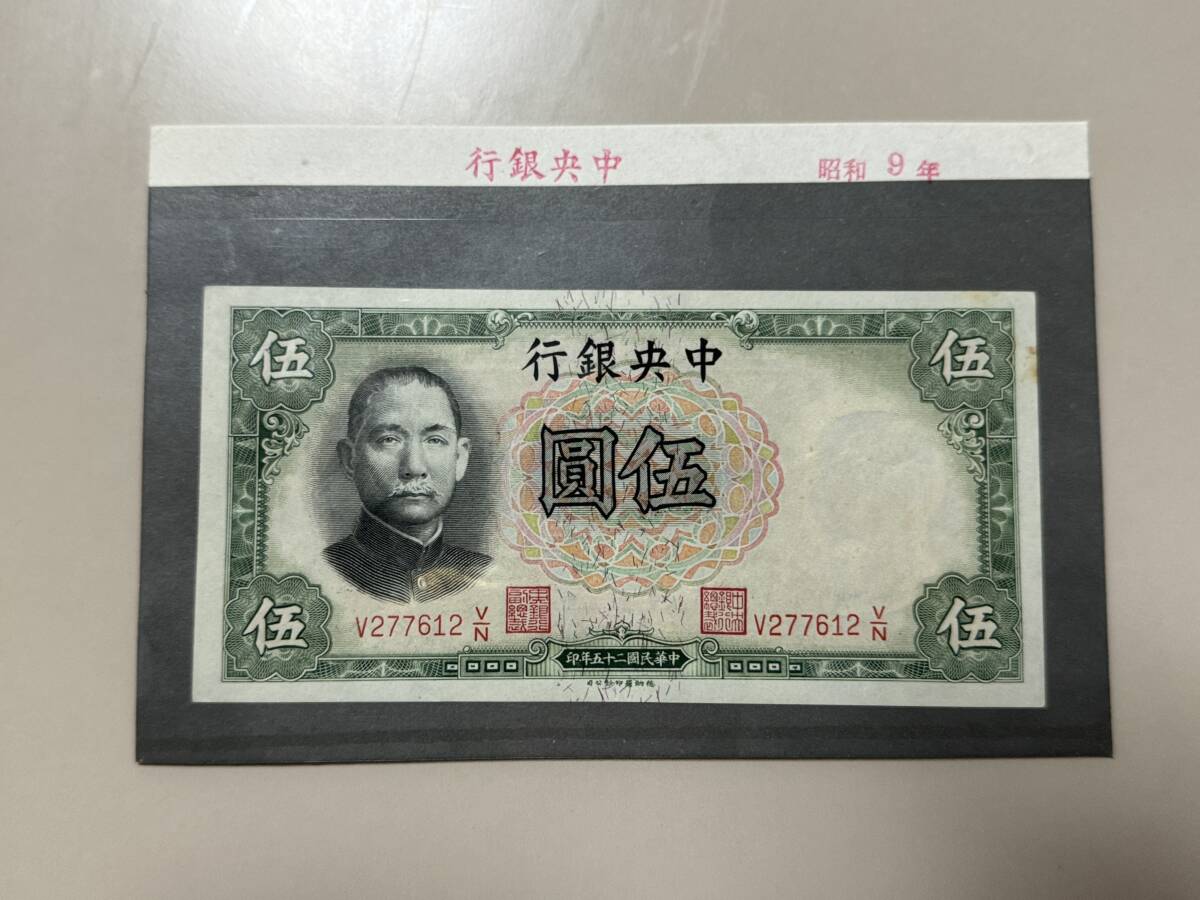 中央銀行
昭和 9 年
中央銀行
伍
伍
伍圓
V277612 V/N
V277612 V/N
伍
伍
中華民國二十五年印